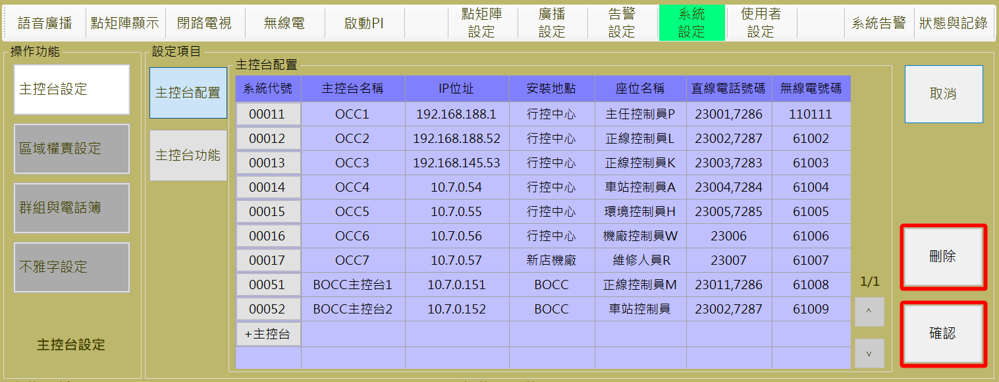 語音廣播 點矩陣顯示 閉路電視 無線電 啟動PI 點矩陣 設定 廣播 設定 告警 設定 系統 設定 使用者 設定 系統告警 狀態與記錄
操作功能
主控台設定
區域權責設定
群組與電話簿
不雅字設定
主控台設定
設定項目
主控台配置
主控台功能
主控台配置
系統代號 主控台名稱 IP位址 安裝地點 座位名稱 直線電話號碼 無線電號碼
00011 OCC1 192.168.188.1 行控中心 主任控制員P 23001,7286 110111
00012 OCC2 192.168.188.52 行控中心 正線控制員L 23002,7287 61002
00013 OCC3 192.168.145.53 行控中心 正線控制員K 23003,7283 61003
00014 OCC4 10.7.0.54 行控中心 車站控制員A 23004,7284 61004
00015 OCC5 10.7.0.55 行控中心 環境控制員H 23005,7285 61005
00016 OCC6 10.7.0.56 行控中心 機廠控制員W 23006 61006
00017 OCC7 10.7.0.57 新店機廠 維修人員R 23007 61007
00051 BOCC主控台1 10.7.0.151 BOCC 正線控制員M 23011,7286 61008
00052 BOCC主控台2 10.7.0.152 BOCC 車站控制員 23002,7287 61009
+主控台
1/1
^
v
取消
刪除
確認